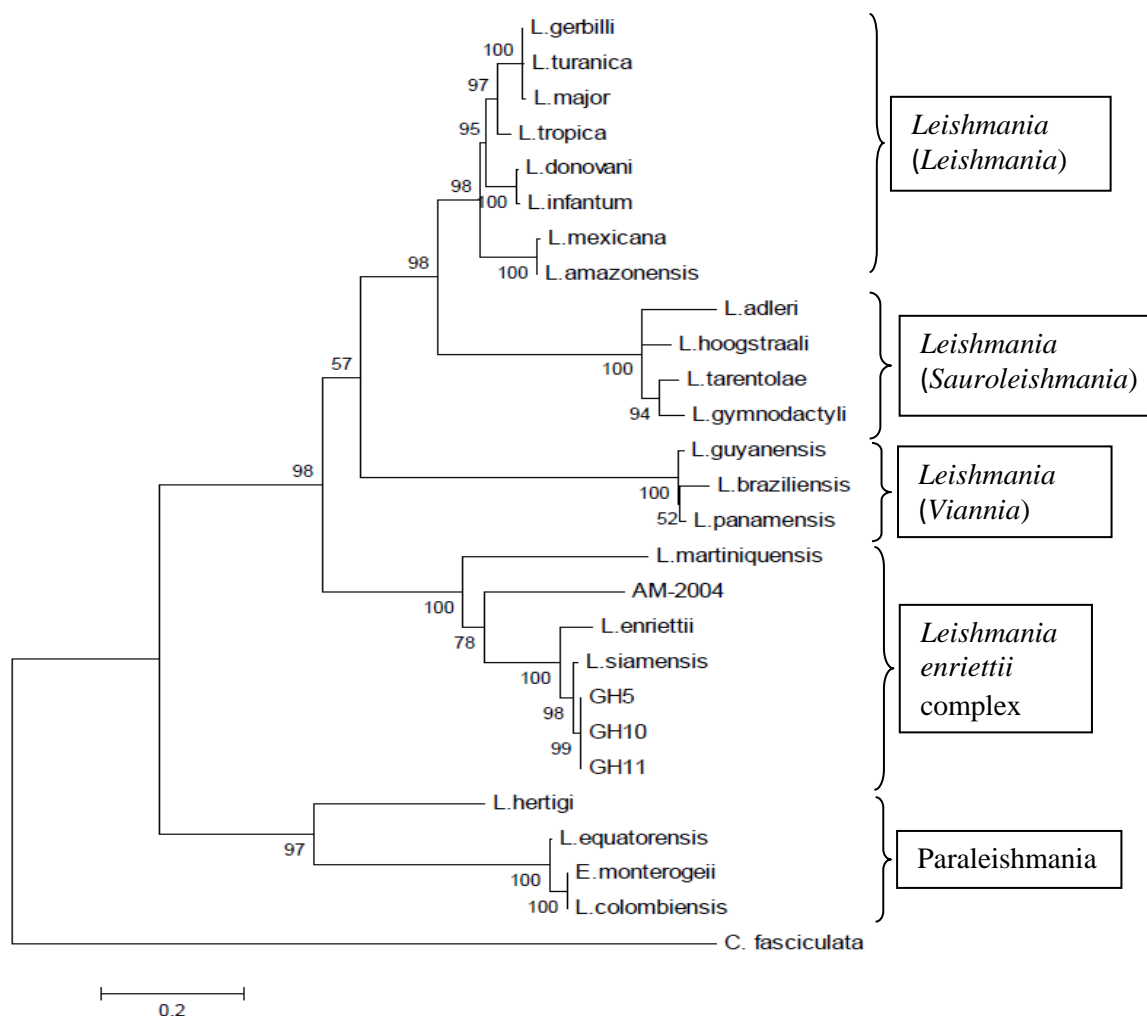 L.gerbilli
100
L.turanica
97
L.major
95
L.tropica
98
L.donovani
100
L.infantum
L.mexicana
100
L.amazonensis
Leishmania
(Leishmania)
98
L.adleri
L.hoogstraali
100
L.tarentolae
94
L.gymnodactyli
Leishmania
(Sauroleishmania)
57
L.guyanensis
100
L.braziliensis
52
L.panamensis
Leishmania
(Viannia)
98
L.martiniquensis
100
AM-2004
78
L.enriettii
100
L.siamensis
98
GH5
99
GH10
GH11
Leishmania
enriettii
complex
L.hertigi
97
L.equatorensis
100
E.monterogeii
100
L.colombiensis
Paraleishmania
C. fasciculata
0.2